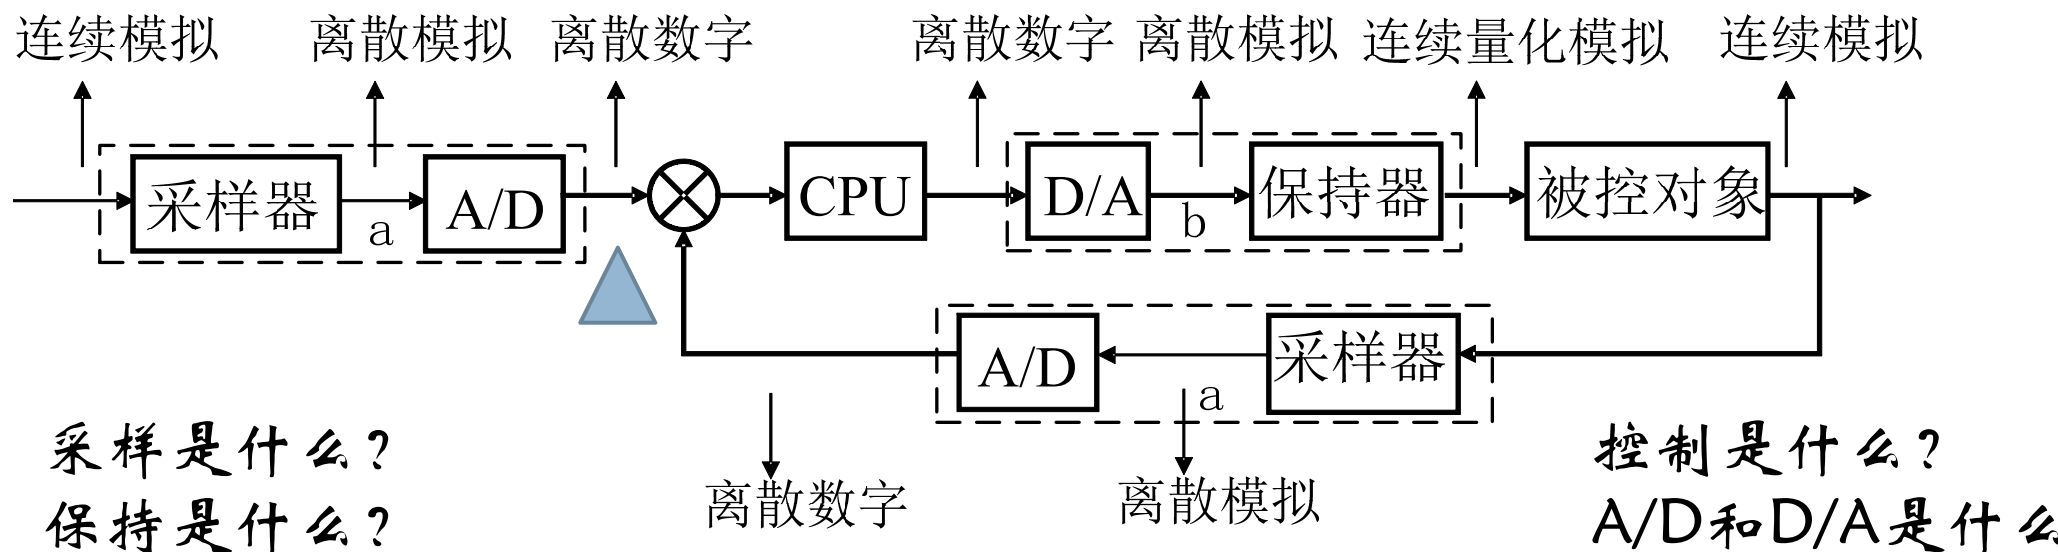 连续模拟 离散模拟 离散数字 离散数字 离散模拟 连续量化模拟 连续模拟
采样器 a A/D CPU D/A b 保持器 被控对象
A/D a 采样器
离散数字 离散模拟
采样是什么?
保持是什么?
控制是什么?
A/D和D/A是什么